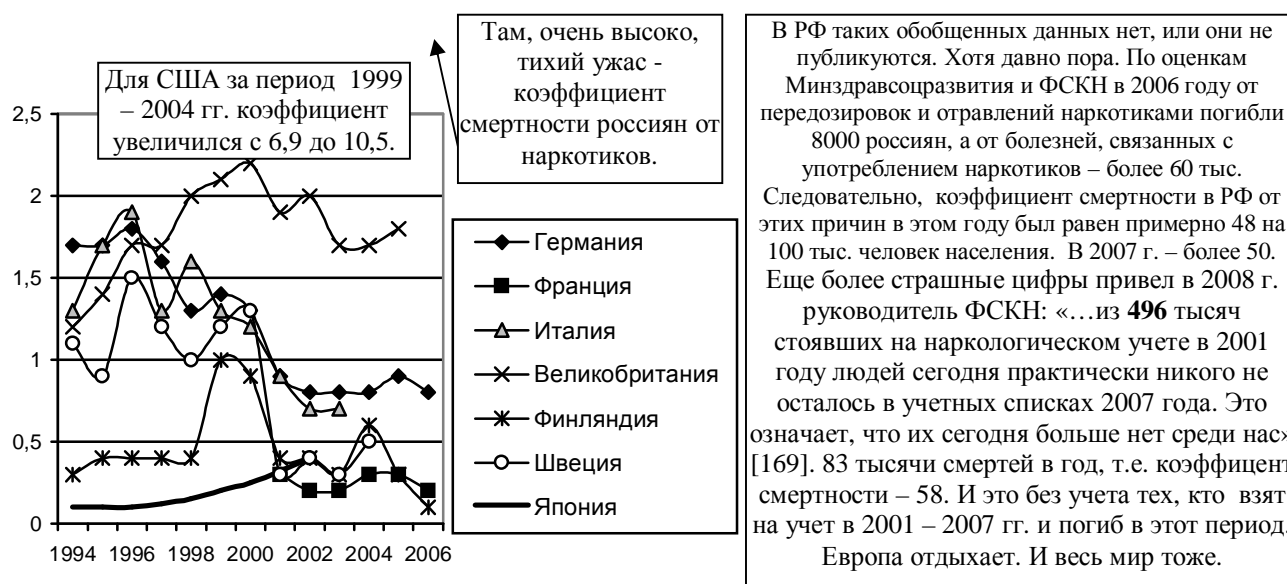 Для США за период 1999
– 2004 гг. коэффициент
увеличился с 6,9 до 10,5.
Там, очень высоко,
тихий ужас -
коэффициент
смертности россиян от
наркотиков.
2,5
2
1,5
1
0,5
0
1994 1996 1998 2000 2002 2004 2006
Германия
Франция
Италия
Великобритания
Финляндия
Швеция
Япония
В РФ таких обобщенных данных нет, или они не
публикуются. Хотя давно пора. По оценкам
Минздравсоцразвития и ФСКН в 2006 году от
передозировок и отравлений наркотиками погибли
8000 россиян, а от болезней, связанных с
употреблением наркотиков – более 60 тыс.
Следовательно, коэффициент смертности в РФ от
этих причин в этом году был равен примерно 48 на
100 тыс. человек населения. В 2007 г. – более 50.
Еще более страшные цифры привел в 2008 г.
руководитель ФСКН: «…из 496 тысяч
стоявших на наркологическом учете в 2001
году людей сегодня практически никого не
осталось в учетных списках 2007 года. Это
означает, что их сегодня больше нет среди нас»
[169]. 83 тысячи смертей в год, т.е. коэффицент
смертности – 58. И это без учета тех, кто взят
на учет в 2001 – 2007 гг. и погиб в этот период.
Европа отдыхает. И весь мир тоже.